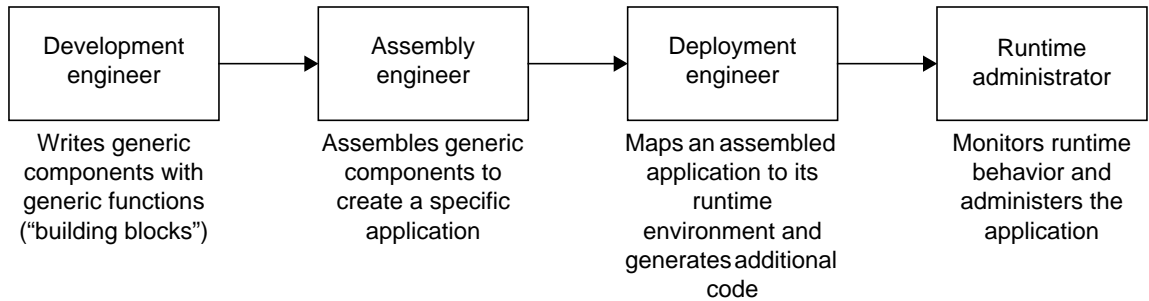 Development
engineer
Assembly
engineer
Deployment
engineer
Runtime
administrator
Writes generic
components with
generic functions
(“building blocks”)
Assembles generic
components to
create a specific
application
Maps an assembled
application to its
runtime
environment and
generates additional
code
Monitors runtime
behavior and
administers the
application